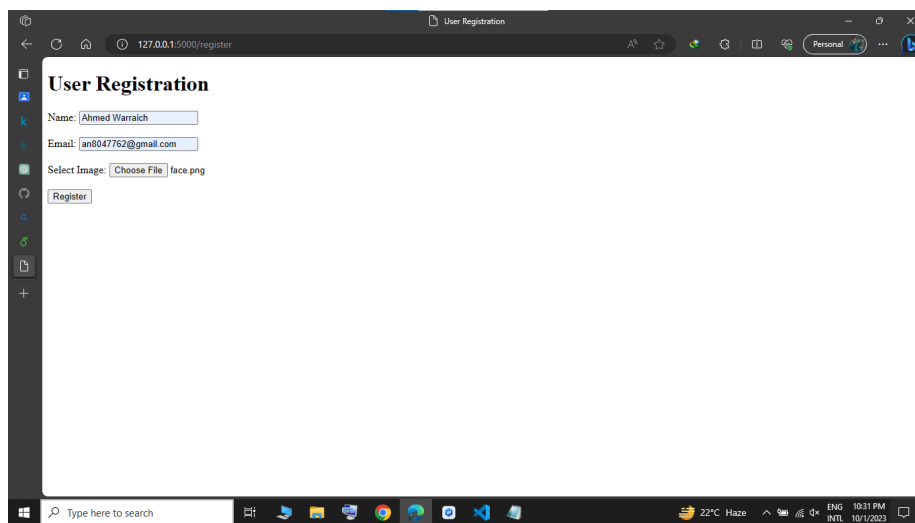 User Registration
127.0.0.1:5000/register
Personal
User Registration
Name: Ahmed Warraich
Email: an8047762@gmail.com
Select Image: Choose File face.png
Register
Type here to search
22°C Haze
ENG 10:31 PM
INTL 10/1/2023